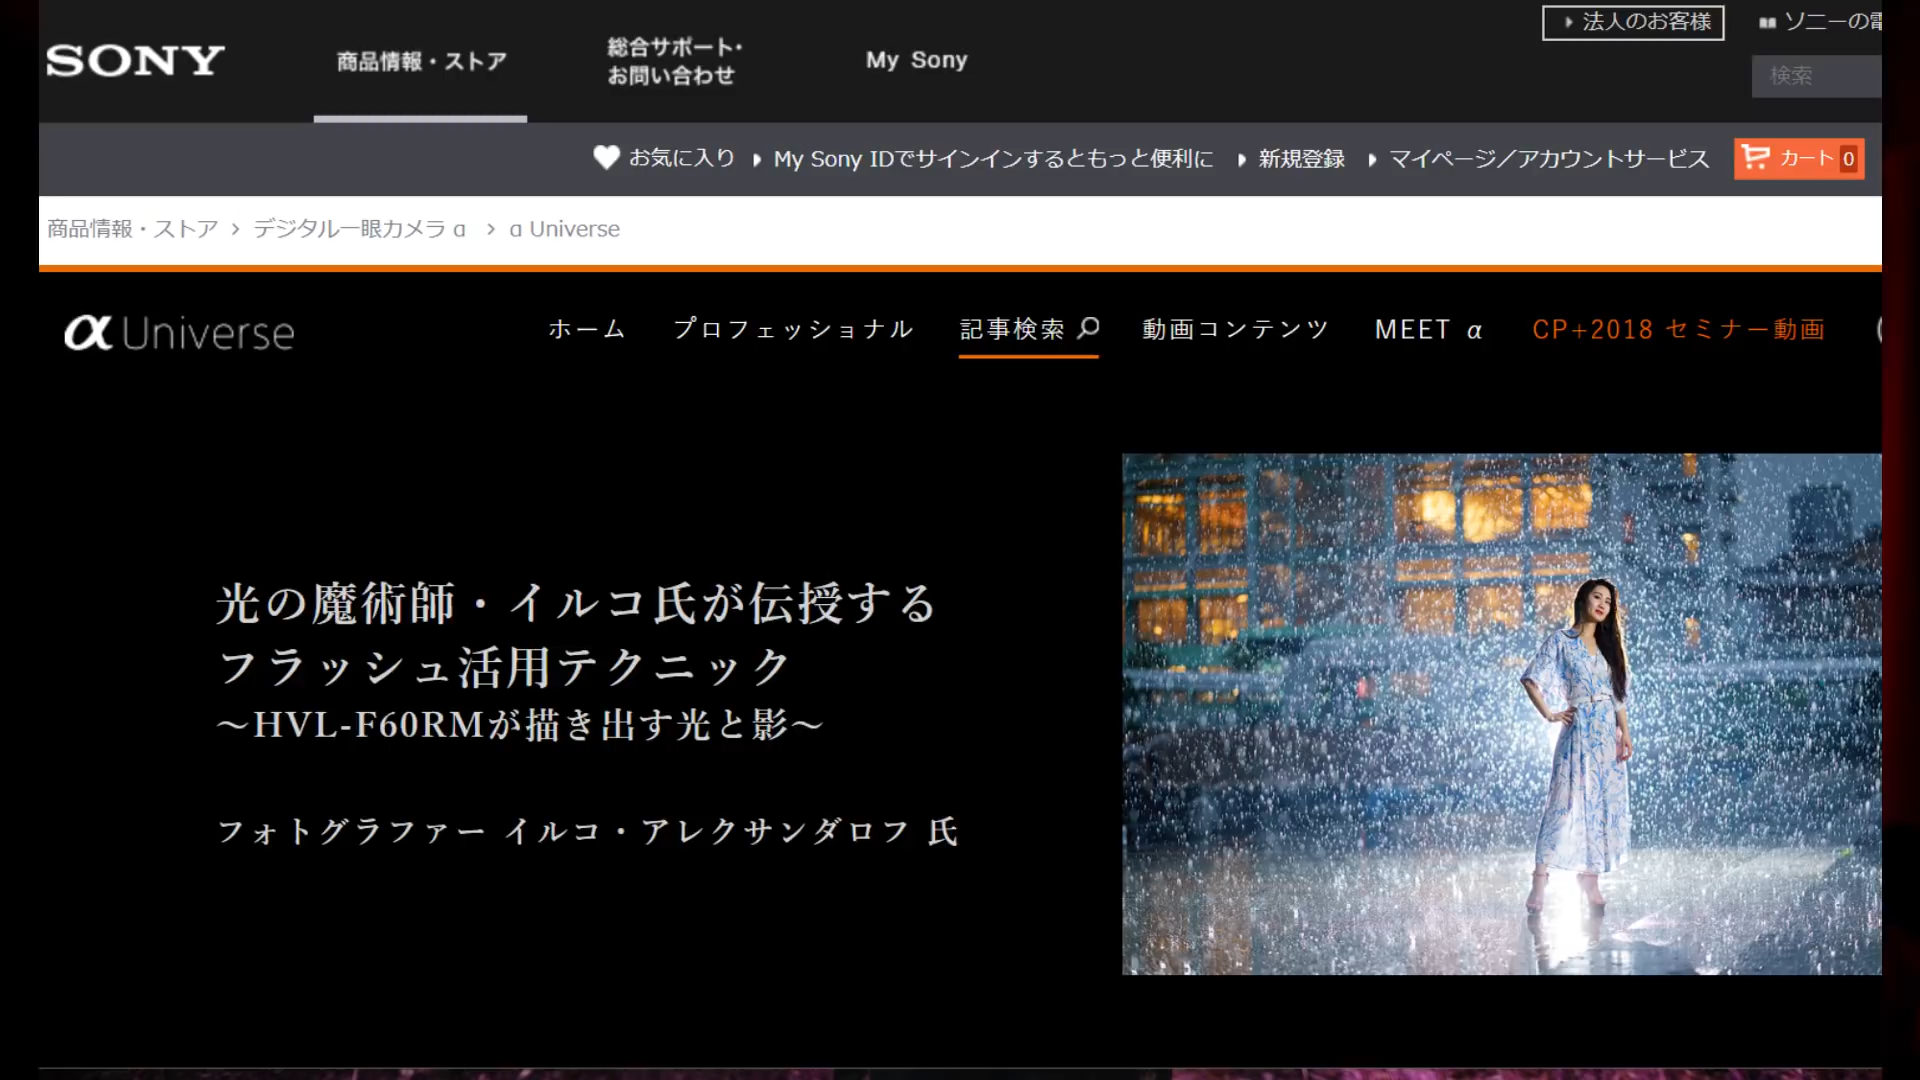 法人のお客様
ソニーの電
SONY
商品情報・ストア
総合サポート・
お問い合わせ
My Sony
検索
お気に入り
My Sony IDでサインインするともっと便利に
新規登録
マイページ／アカウントサービス
カート 0
商品情報・ストア > デジタル一眼カメラ α > α Universe
α Universe
ホーム
プロフェッショナル
記事検索
動画コンテンツ
MEET α
CP+2018 セミナー動画
光の魔術師・イルコ氏が伝授する
フラッシュ活用テクニック
～HVL-F60RMが描き出す光と影～
フォトグラファー イルコ・アレクサンダロフ 氏